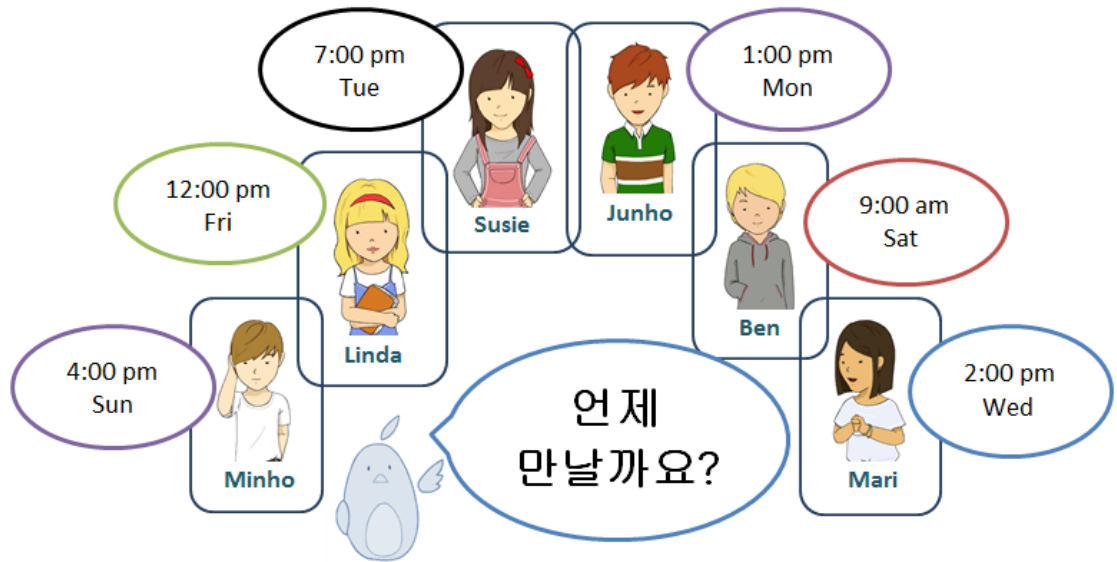 7:00 pm
Tue
1:00 pm
Mon
12:00 pm
Fri
Susie
Junho
9:00 am
Sat
4:00 pm
Sun
Linda
Ben
2:00 pm
Wed
Minho
언제
만날까요?
Mari